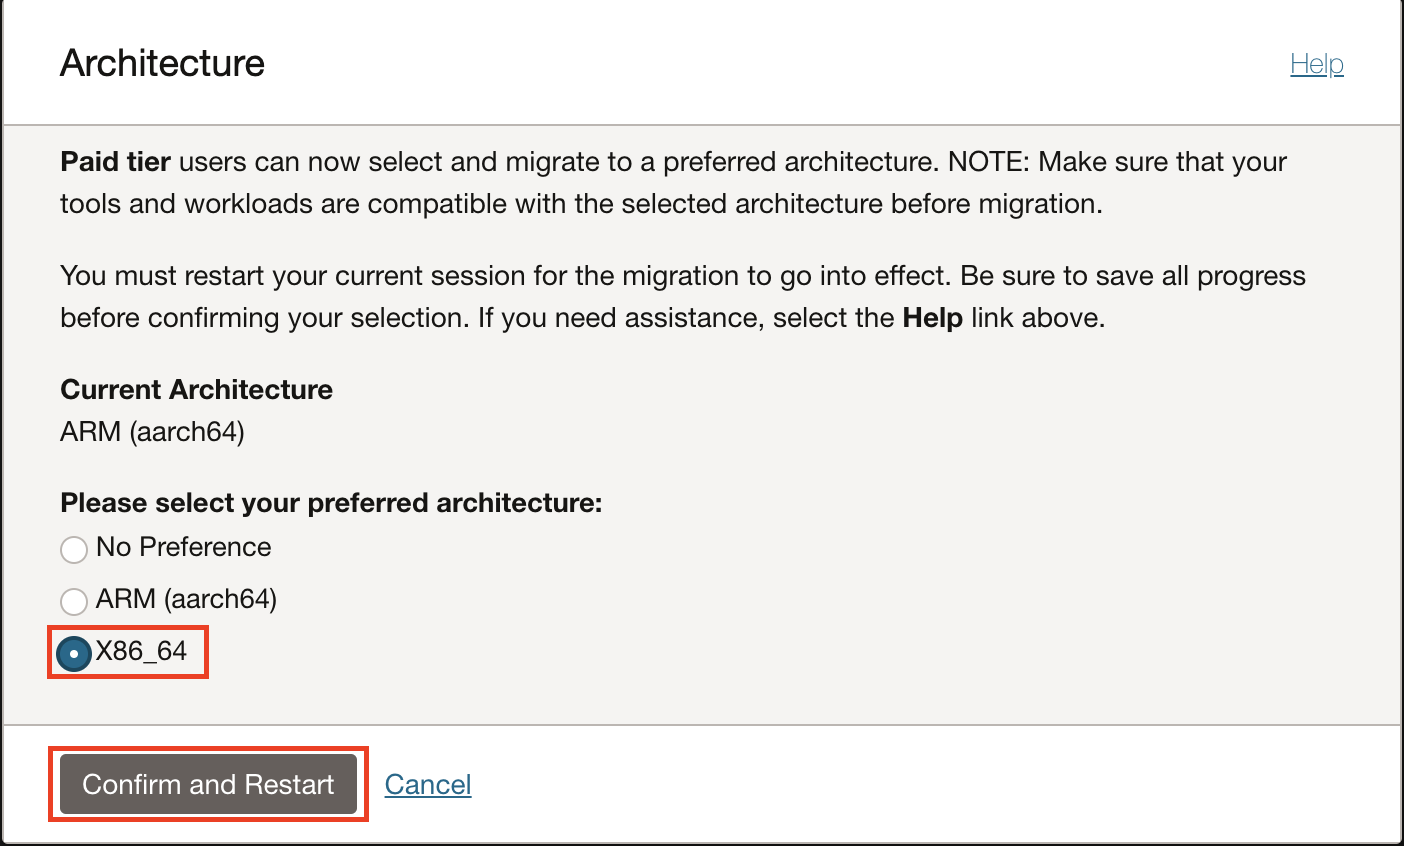 Architecture
Help
Paid tier users can now select and migrate to a preferred architecture. NOTE: Make sure that your
tools and workloads are compatible with the selected architecture before migration.
You must restart your current session for the migration to go into effect. Be sure to save all progress
before confirming your selection. If you need assistance, select the Help link above.
Current Architecture
ARM (aarch64)
Please select your preferred architecture:
No Preference
ARM (aarch64)
X86_64
Confirm and Restart
Cancel